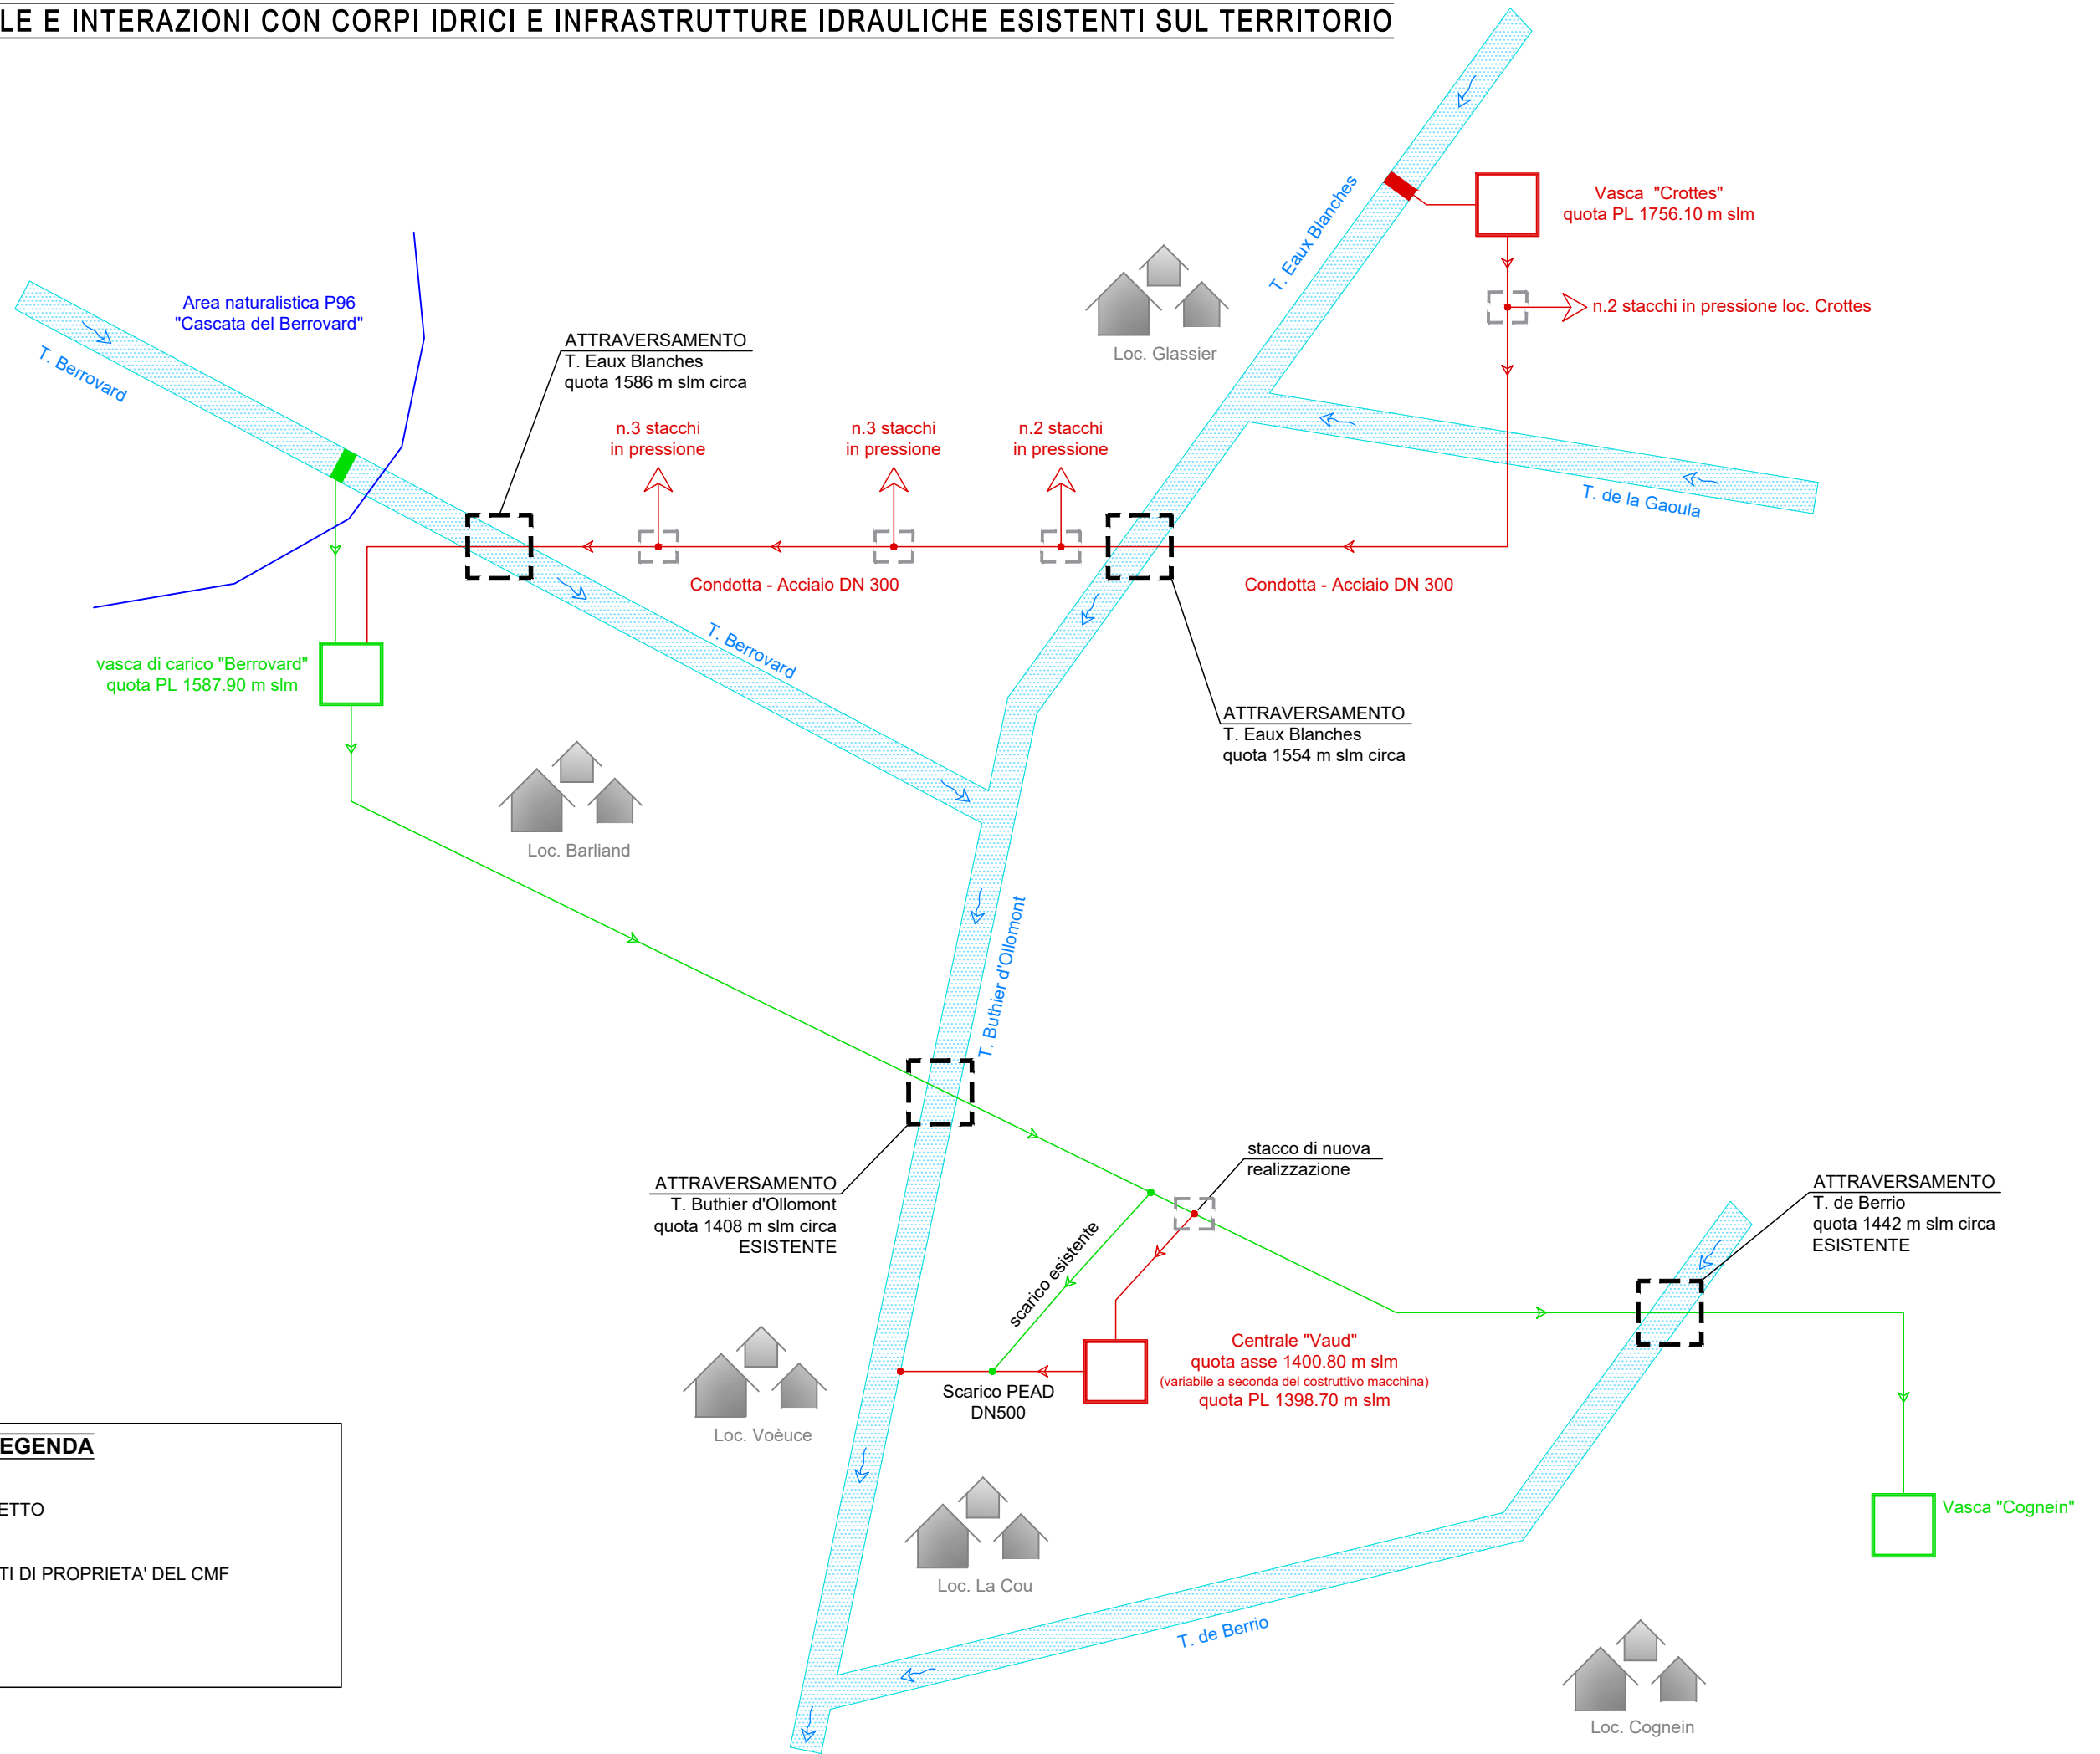 LE E INTERAZIONI CON CORPI IDRICI E INFRASTRUTTURE IDRAULICHE ESISTENTI SUL TERRITORIO
T. Eaux Blanches
Vasca "Crottes"
quota PL 1756.10 m slm
n.2 stacchi in pressione loc. Crottes
Area naturalistica P96
"Cascata del Berrovard"
T. Berrovard
ATTRAVERSAMENTO
T. Eaux Blanches
quota 1586 m slm circa
Loc. Glassier
n.3 stacchi
in pressione
n.3 stacchi
in pressione
n.2 stacchi
in pressione
T. de la Gaoula
Condotta - Acciaio DN 300
Condotta - Acciaio DN 300
T. Berrovard
vasca di carico "Berrovard"
quota PL 1587.90 m slm
ATTRAVERSAMENTO
T. Eaux Blanches
quota 1554 m slm circa
Loc. Barliand
T. Buthier d'Ollomont
stacco di nuova
realizzazione
ATTRAVERSAMENTO
T. Buthier d'Ollomont
quota 1408 m slm circa
ESISTENTE
ATTRAVERSAMENTO
T. de Berrio
quota 1442 m slm circa
ESISTENTE
scarico esistente
Centrale "Vaud"
quota asse 1400.80 m slm
(variabile a seconda del costruttivo macchina)
quota PL 1398.70 m slm
Scarico PEAD
DN500
Loc. Voèuce
EGENDA
ETTO
TI DI PROPRIETA' DEL CMF
Vasca "Cognein"
Loc. La Cou
T. de Berrio
Loc. Cognein